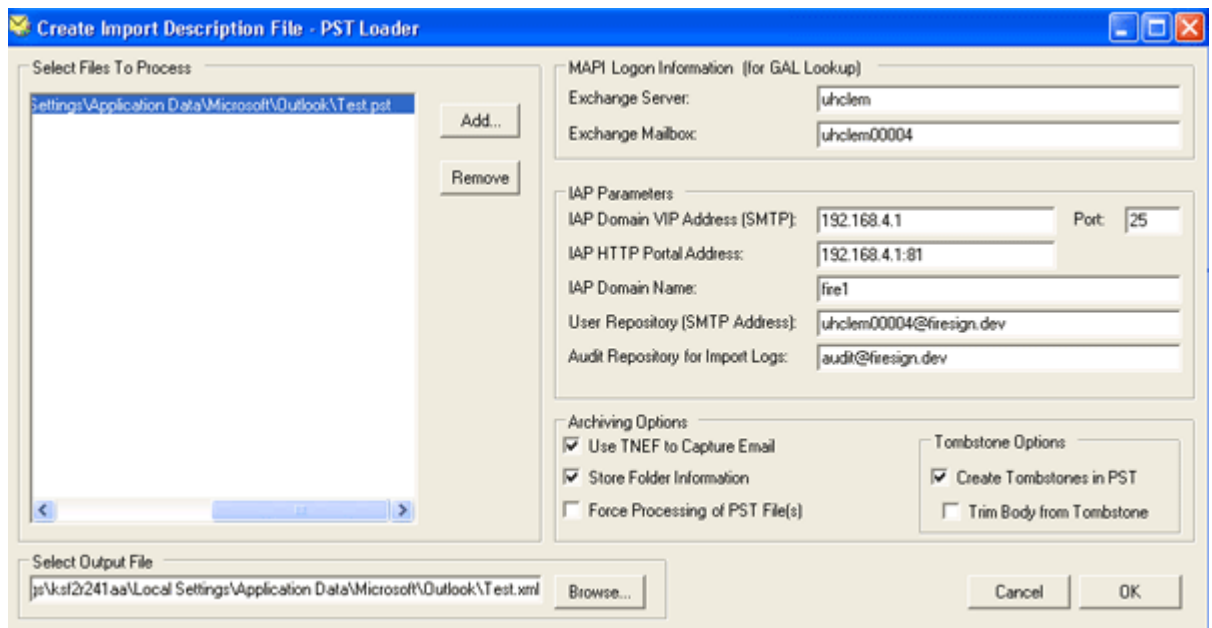 Create Import Description File - PST Loader
Select Files To Process
Settings\Application Data\Microsoft\Outlook\Test.pst
Add...
Remove
MAPI Logon Information (for GAL Lookup)
Exchange Server: uhclem
Exchange Mailbox: uhclem00004
IAP Parameters
IAP Domain VIP Address (SMTP): 192.168.4.1 Port: 25
IAP HTTP Portal Address: 192.168.4.1:81
IAP Domain Name: fire1
User Repository (SMTP Address): uhclem00004@firesign.dev
Audit Repository for Import Logs: audit@firesign.dev
Archiving Options
Use TNEF to Capture Email
Store Folder Information
Force Processing of PST File(s)
Tombstone Options
Create Tombstones in PST
Trim Body from Tombstone
Select Output File
gs\ksf2r241aa\Local Settings\Application Data\Microsoft\Outlook\Test.xml
Browse...
Cancel
OK